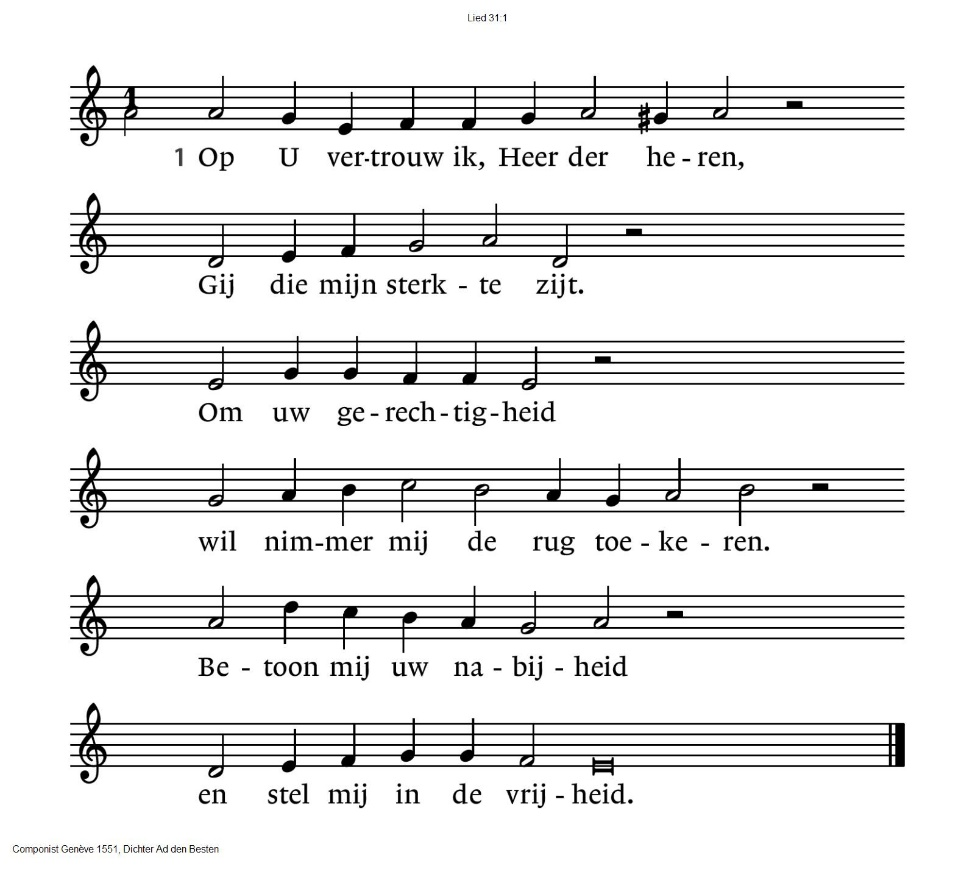 Lied 31:1
1
1 Op U ver-trouw ik, Heer der he - ren,
Gij die mijn sterk - te zijt.
Om uw ge - rech - tig - heid
wil nim-mer mij de rug toe - ke - ren.
Be - toon mij uw na - bij - heid
en stel mij in de vrij - heid.
Componist Genève 1551, Dichter Ad den Besten